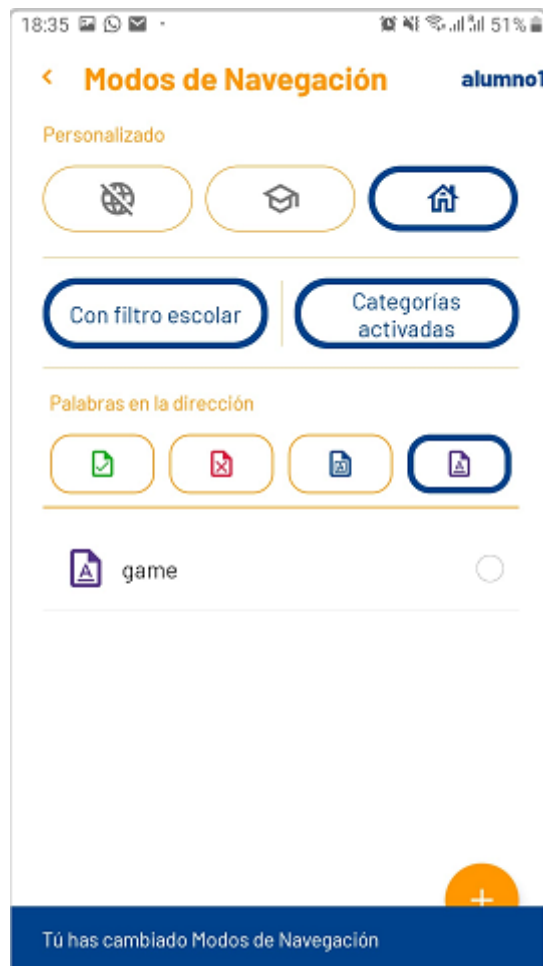 18:35 51%
Modos de Navegación alumno1
Personalizado
Con filtro escolar
Categorías
activadas
Palabras en la dirección
A
game
+
Tú has cambiado Modos de Navegación